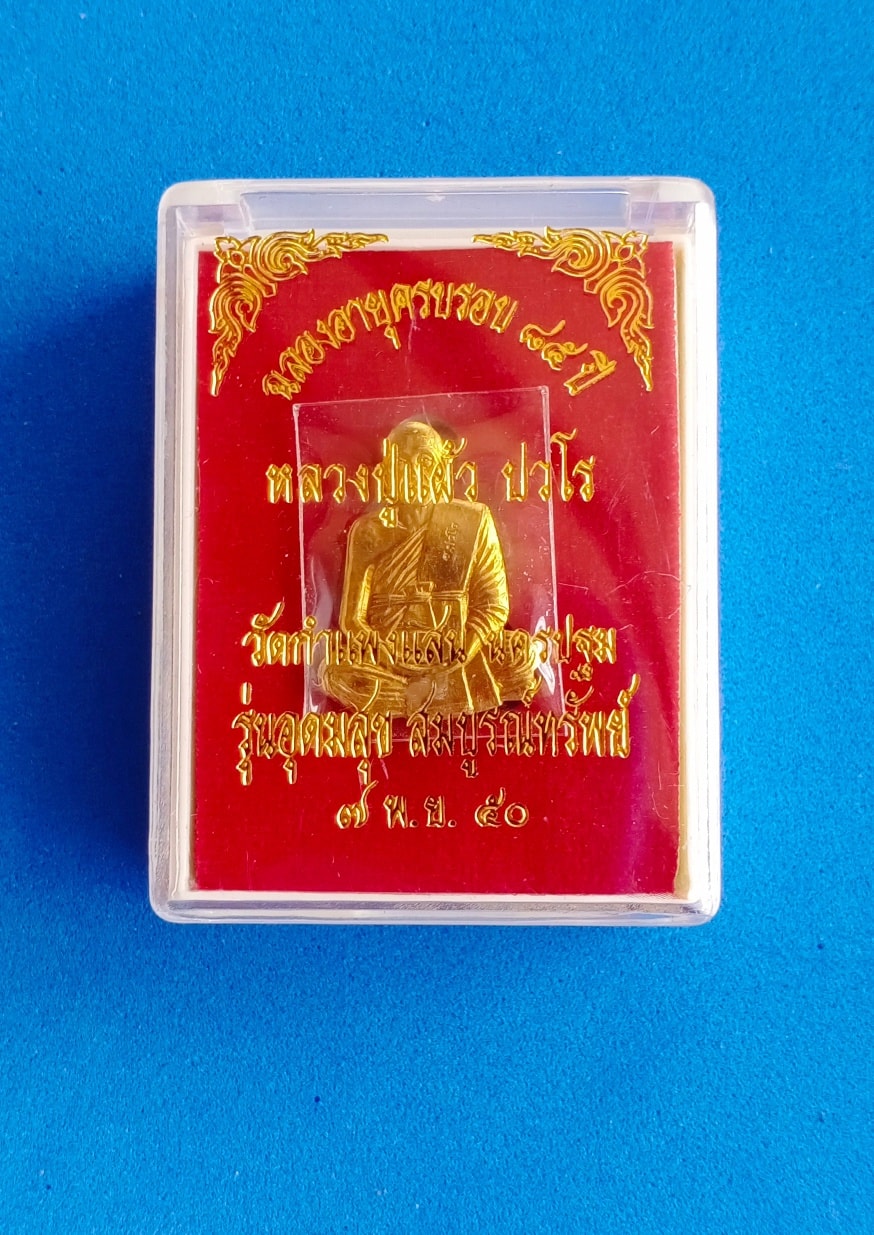 ฉลองอายุครบรอบ ๘๕ ปี
หลวงปู่แผ้ว ปวโร
วัดกำแพงแสน นครปฐม
รุ่นอุดมสุข สมบูรณ์ทรัพย์
๗ พ.ย. ๕๐